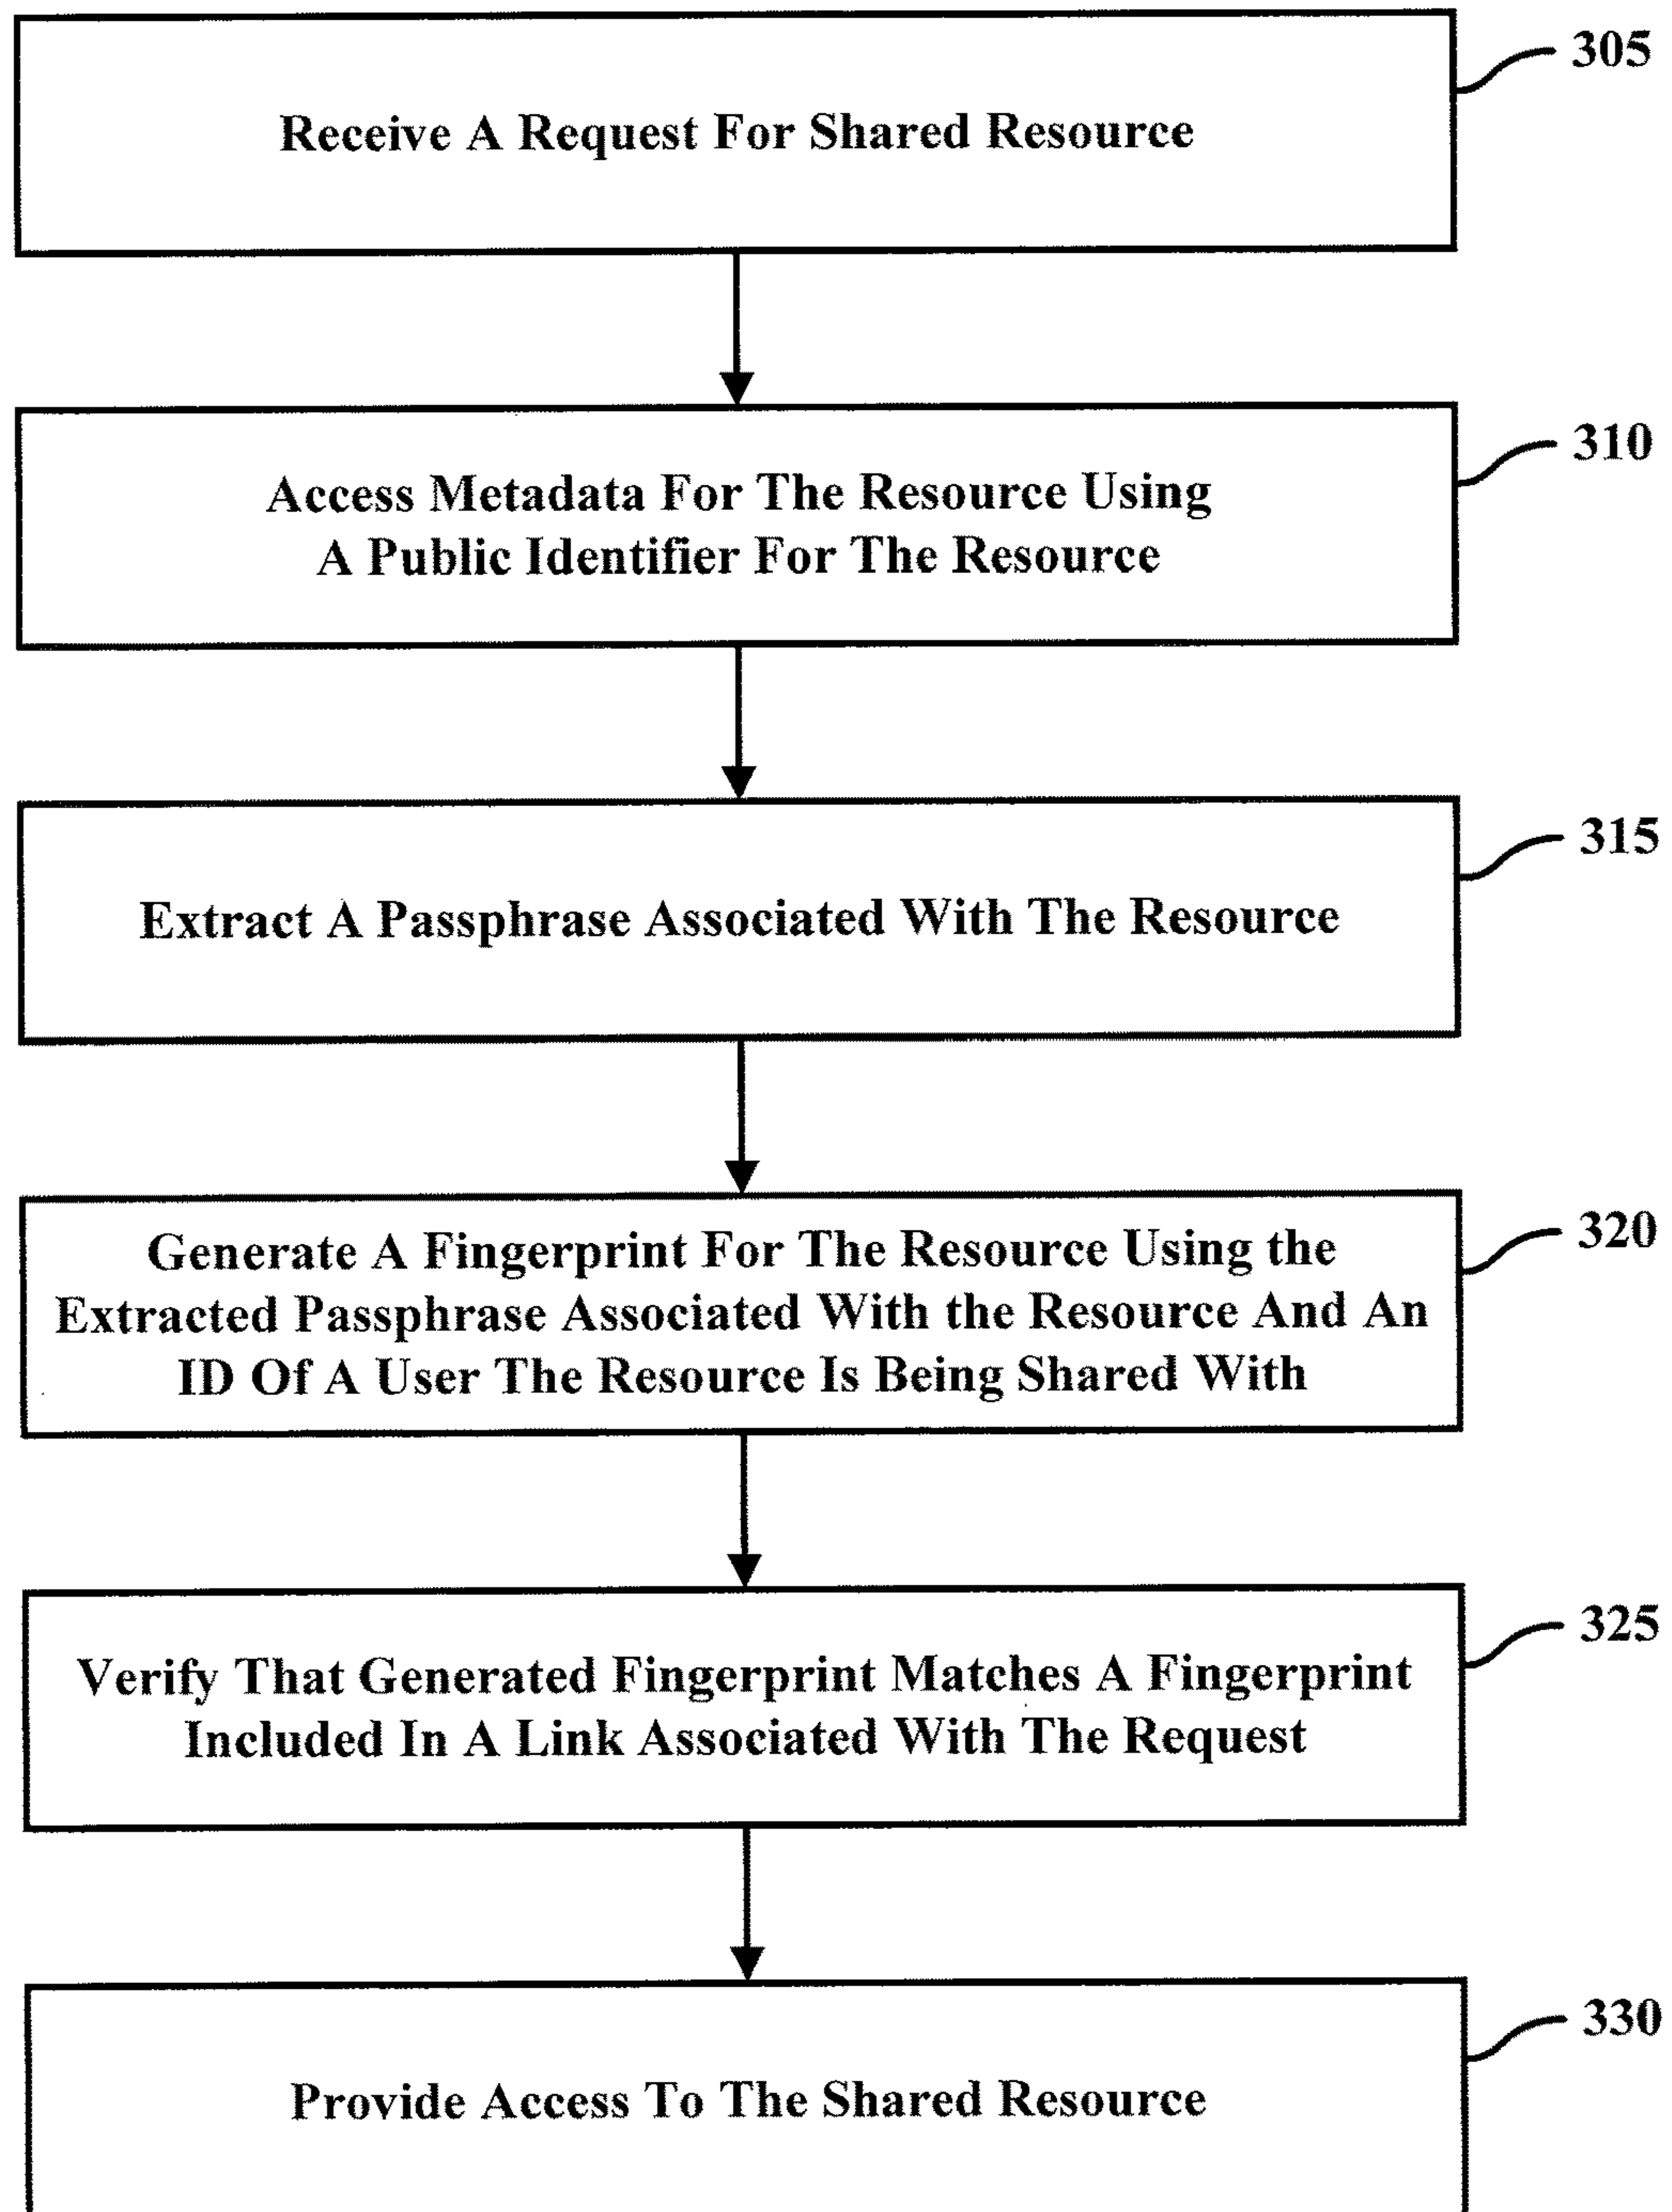 305
Receive A Request For Shared Resource
310
Access Metadata For The Resource Using
A Public Identifier For The Resource
315
Extract A Passphrase Associated With The Resource
320
Generate A Fingerprint For The Resource Using the
Extracted Passphrase Associated With the Resource And An
ID Of A User The Resource Is Being Shared With
325
Verify That Generated Fingerprint Matches A Fingerprint
Included In A Link Associated With The Request
330
Provide Access To The Shared Resource